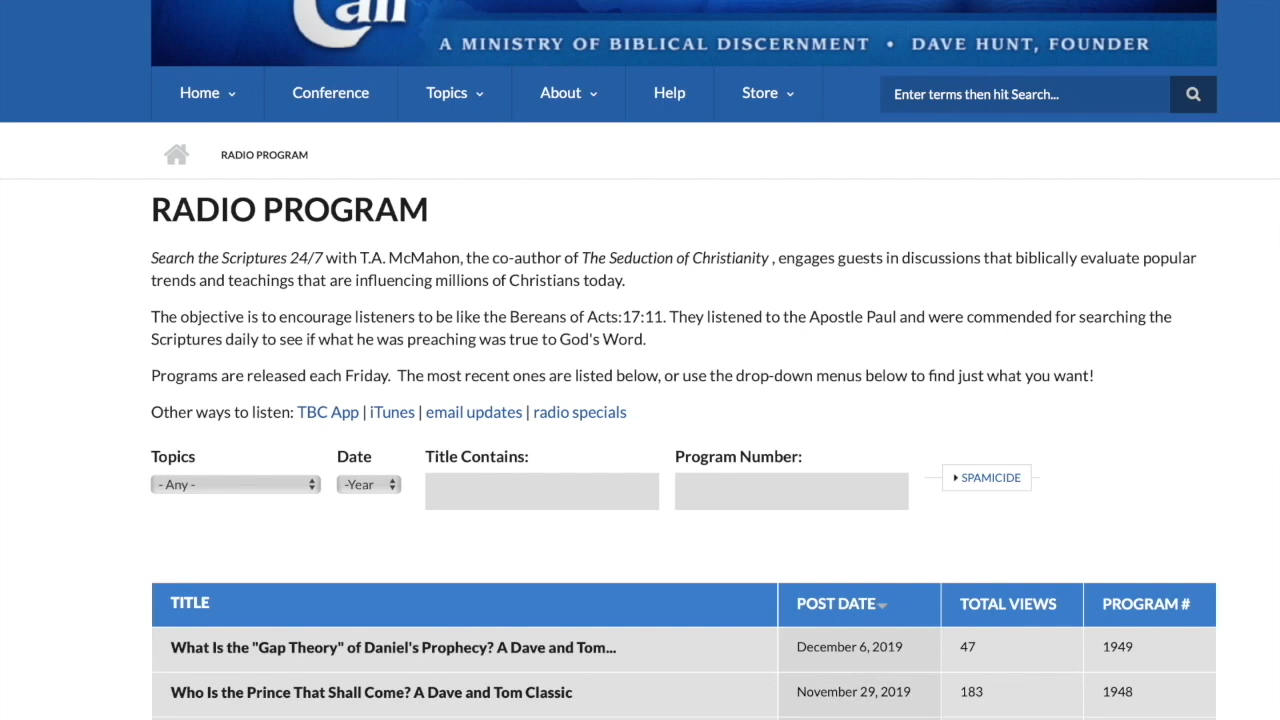 Call
A MINISTRY OF BIBLICAL DISCERNMENT • DAVE HUNT, FOUNDER
Home Conference Topics About Help Store Enter terms then hit Search...
RADIO PROGRAM
RADIO PROGRAM
Search the Scriptures 24/7 with T.A. McMahon, the co-author of The Seduction of Christianity , engages guests in discussions that biblically evaluate popular
trends and teachings that are influencing millions of Christians today.
The objective is to encourage listeners to be like the Bereans of Acts:17:11. They listened to the Apostle Paul and were commended for searching the
Scriptures daily to see if what he was preaching was true to God's Word.
Programs are released each Friday.  The most recent ones are listed below, or use the drop-down menus below to find just what you want!
Other ways to listen: TBC App | iTunes | email updates | radio specials
Topics Date Title Contains: Program Number:
- Any - -Year SPAMICIDE
TITLE POST DATE TOTAL VIEWS PROGRAM #
What Is the "Gap Theory" of Daniel's Prophecy? A Dave and Tom... December 6, 2019 47 1949
Who Is the Prince That Shall Come? A Dave and Tom Classic November 29, 2019 183 1948